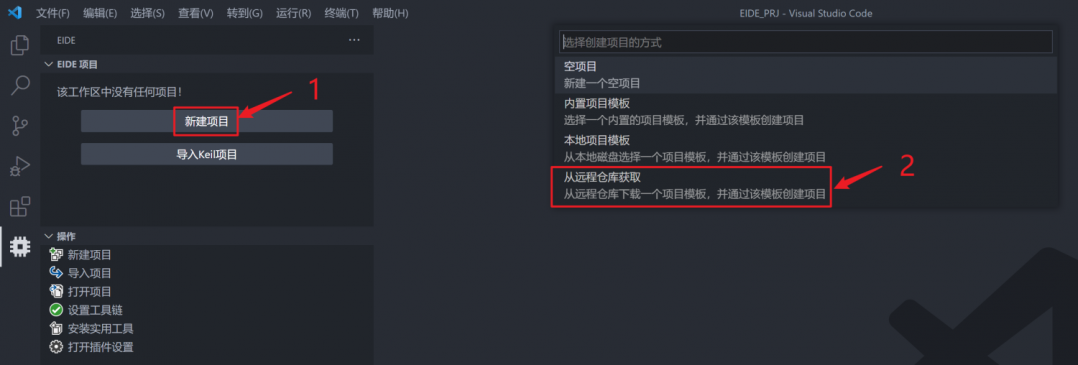 文件(F) 编辑(E) 选择(S) 查看(V) 转到(G) 运行(R) 终端(T) 帮助(H) EIDE_PRJ - Visual Studio Code
EIDE ···
EIDE 项目
该工作区中没有任何项目!
新建项目
1
导入Keil项目
操作
新建项目
导入项目
打开项目
设置工具链
安装实用工具
打开插件设置
选择创建项目的方式
空项目
新建一个空项目
内置项目模板
选择一个内置的项目模板，并通过该模板创建项目
本地项目模板
从本地磁盘选择一个项目模板，并通过该模板创建项目
从远程仓库获取
从远程仓库下载一个项目模板，并通过该模板创建项目
2